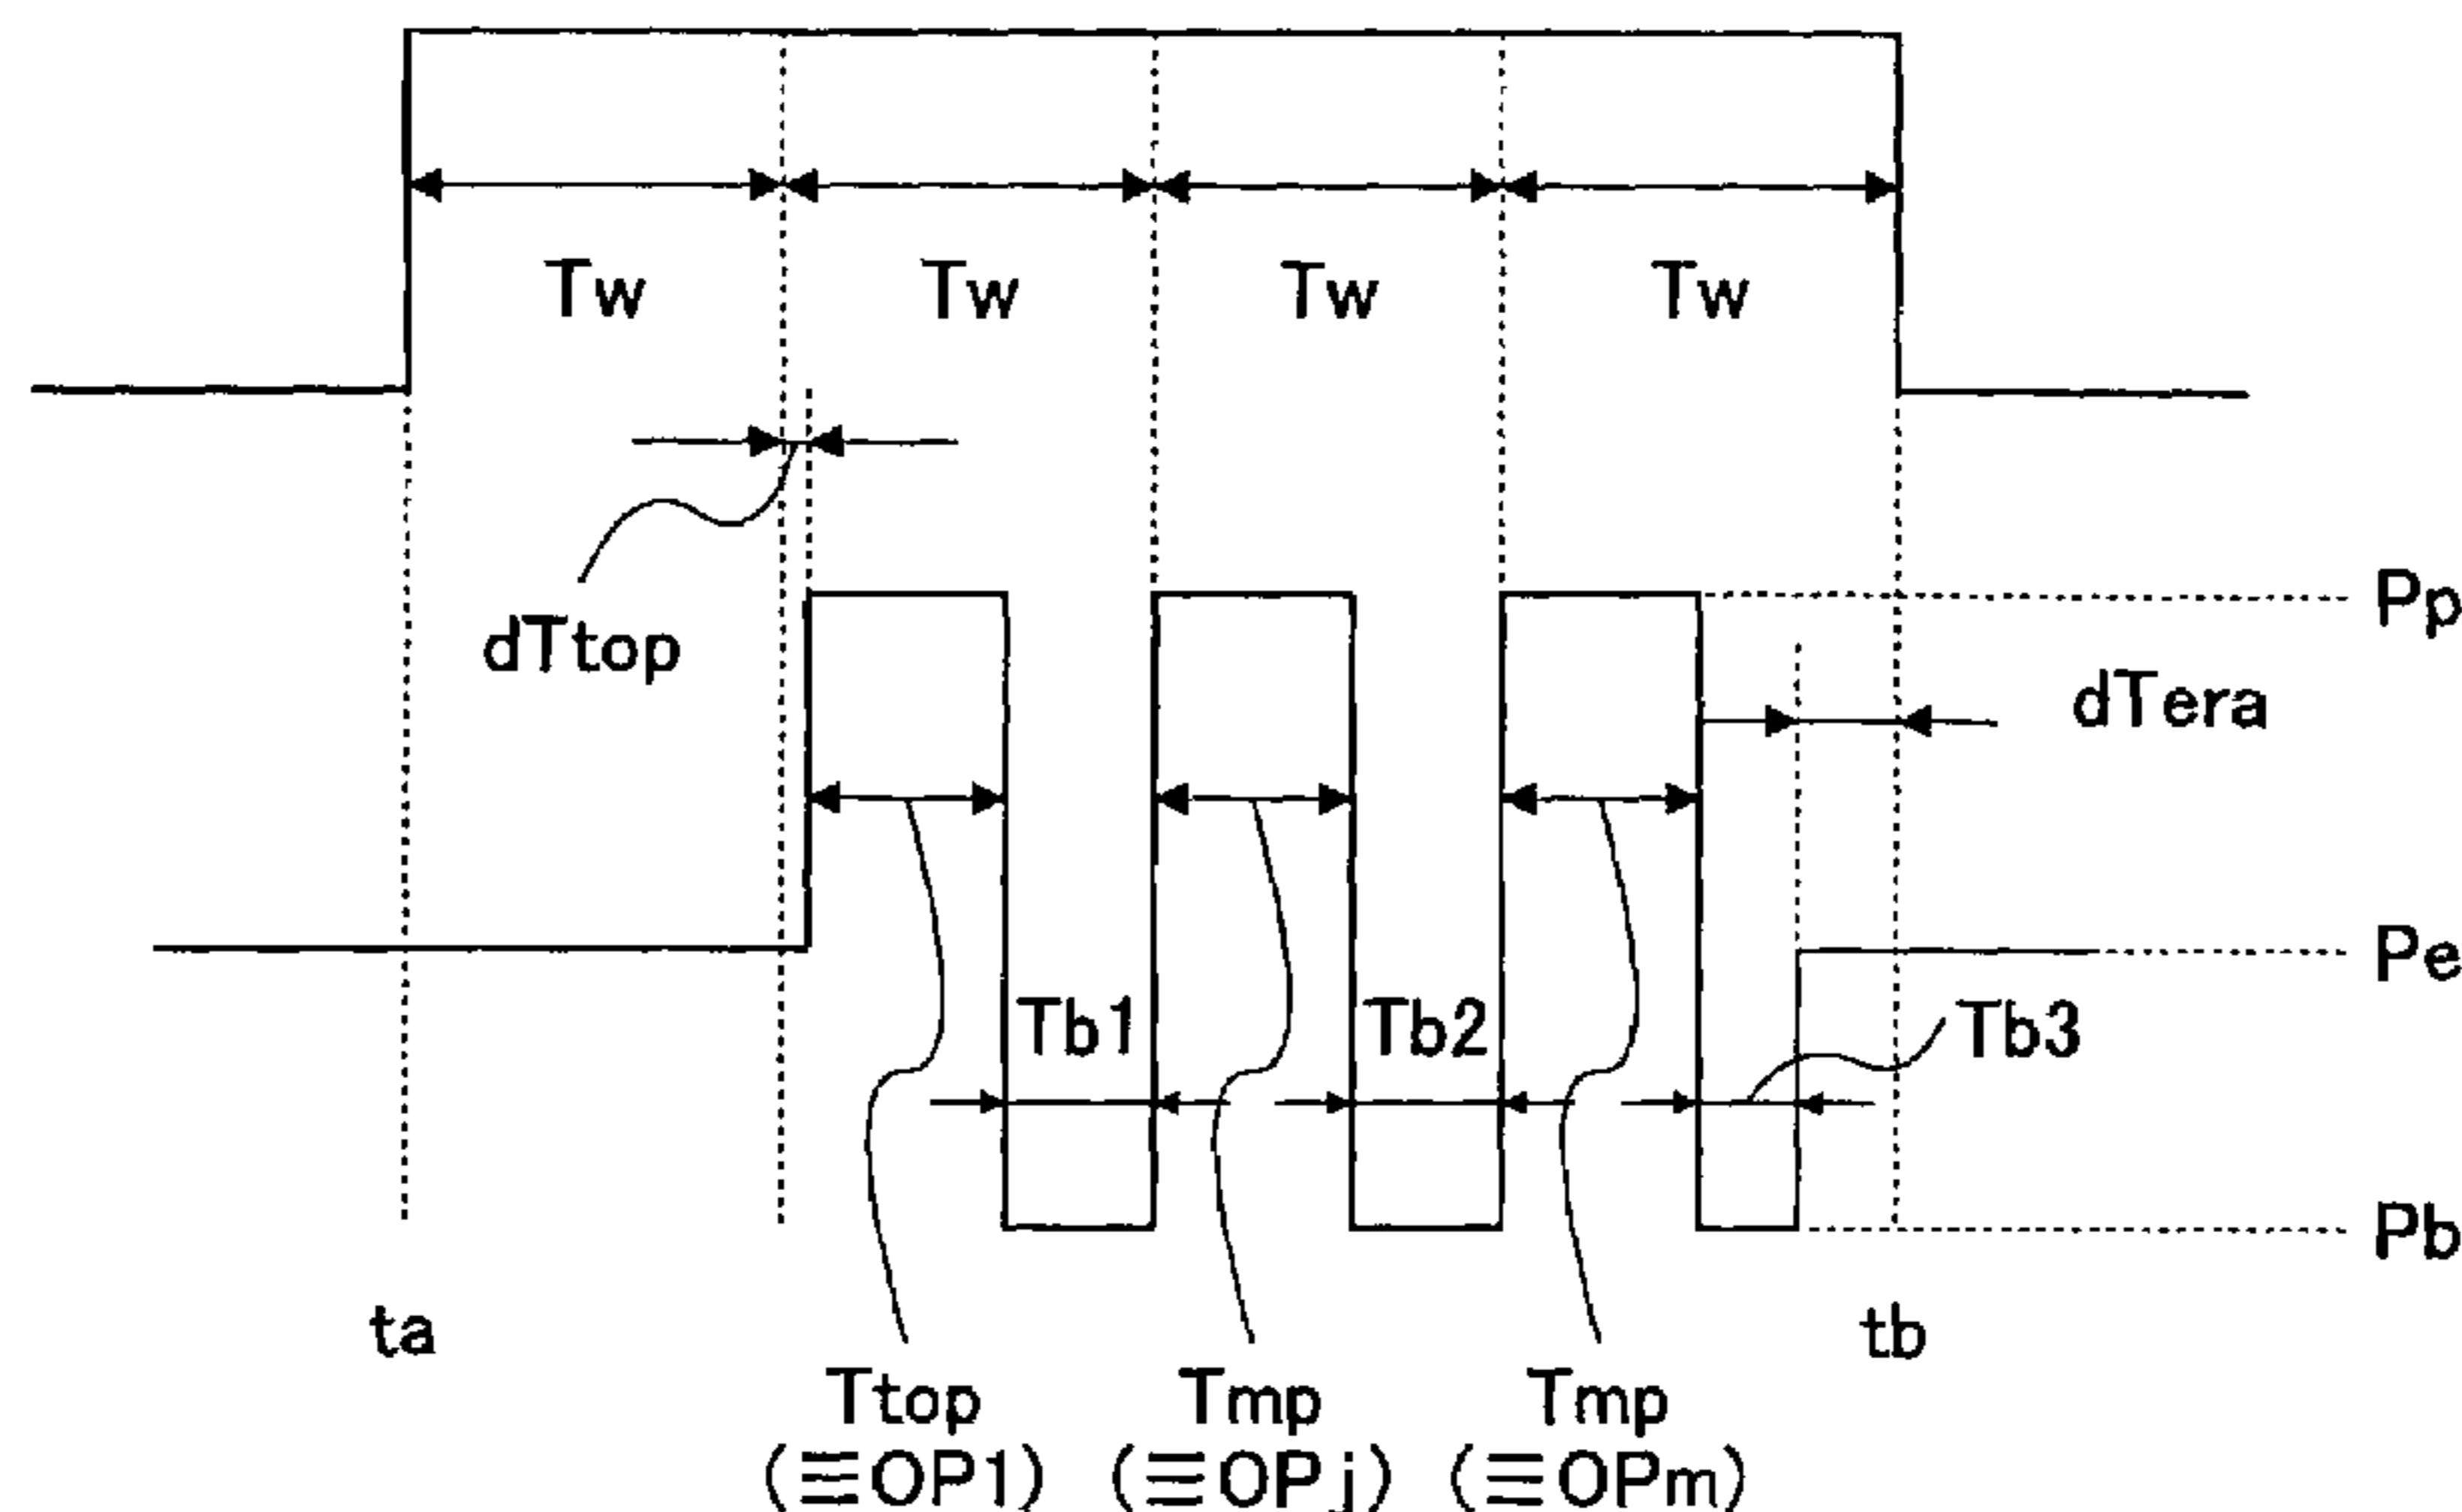 Tw Tw Tw Tw
Pp
dTtop
dTera
Pe
Tb1 Tb2 Tb3
Pb
ta tb
Ttop Tmp Tmp
(≡OP1) (≡OPj) (≡OPm)